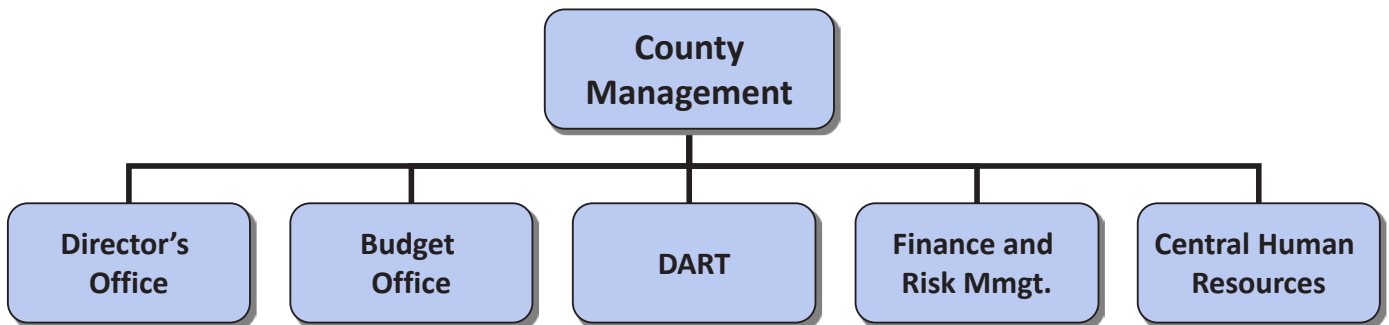 County
Management
Director’s
Office
Budget
Office
DART
Finance and
Risk Mmgt.
Central Human
Resources